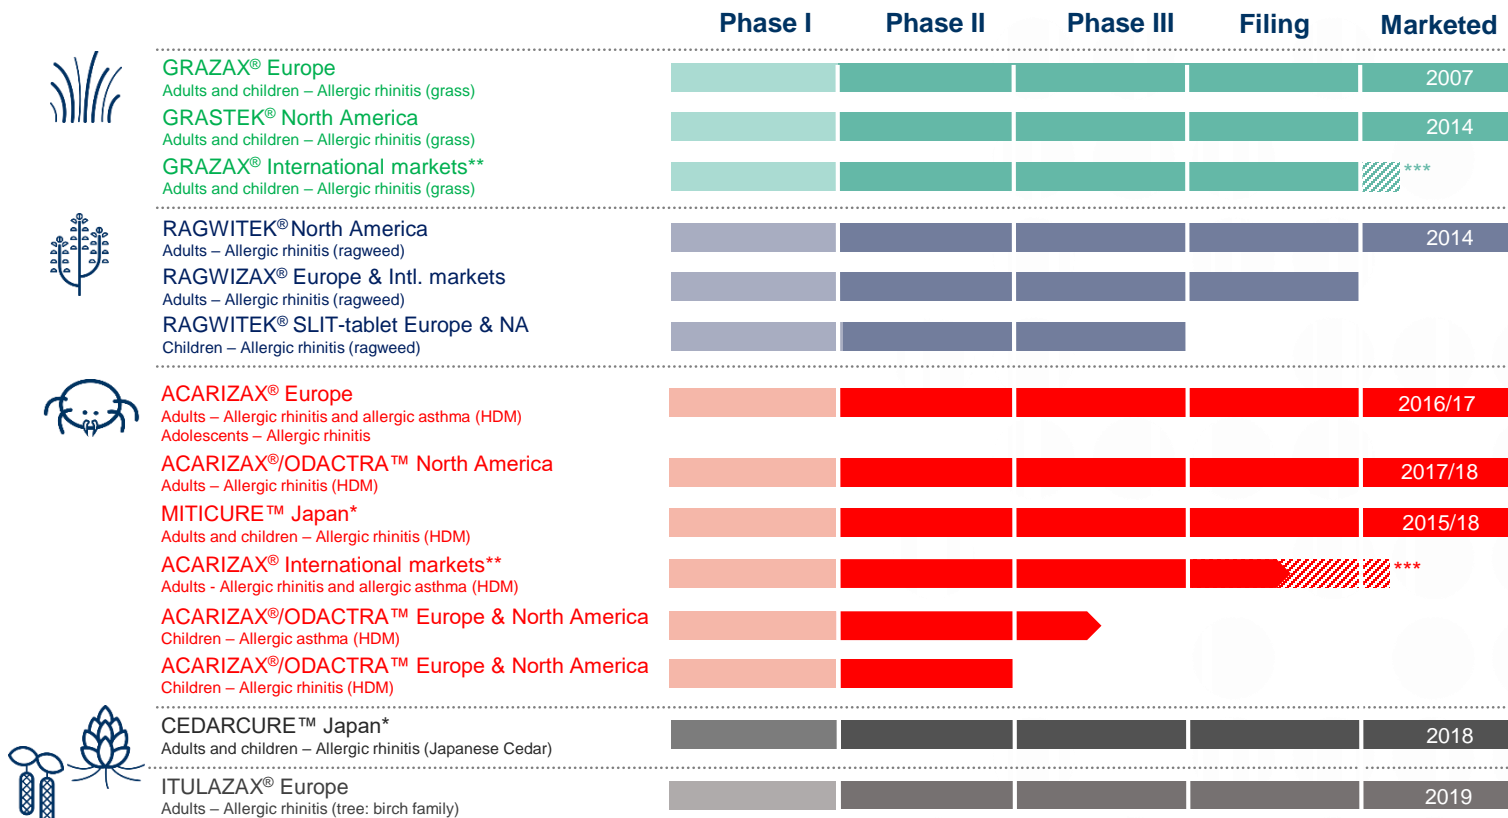 Phase I Phase II Phase III Filing Marketed
GRAZAX® Europe
Adults and children – Allergic rhinitis (grass)
2007
GRASTEK® North America
Adults and children – Allergic rhinitis (grass)
2014
GRAZAX® International markets**
Adults and children – Allergic rhinitis (grass)
***
RAGWITEK® North America
Adults – Allergic rhinitis (ragweed)
2014
RAGWIZAX® Europe & Intl. markets
Adults – Allergic rhinitis (ragweed)
RAGWITEK® SLIT-tablet Europe & NA
Children – Allergic rhinitis (ragweed)
ACARIZAX® Europe
Adults – Allergic rhinitis and allergic asthma (HDM)
Adolescents – Allergic rhinitis
2016/17
ACARIZAX®/ODACTRA™ North America
Adults – Allergic rhinitis (HDM)
2017/18
MITICURE™ Japan*
Adults and children – Allergic rhinitis (HDM)
2015/18
ACARIZAX® International markets**
Adults - Allergic rhinitis and allergic asthma (HDM)
***
ACARIZAX®/ODACTRA™ Europe & North America
Children – Allergic asthma (HDM)
ACARIZAX®/ODACTRA™ Europe & North America
Children – Allergic rhinitis (HDM)
CEDARCURE™ Japan*
Adults and children – Allergic rhinitis (Japanese Cedar)
2018
ITULAZAX® Europe
Adults – Allergic rhinitis (tree: birch family)
2019